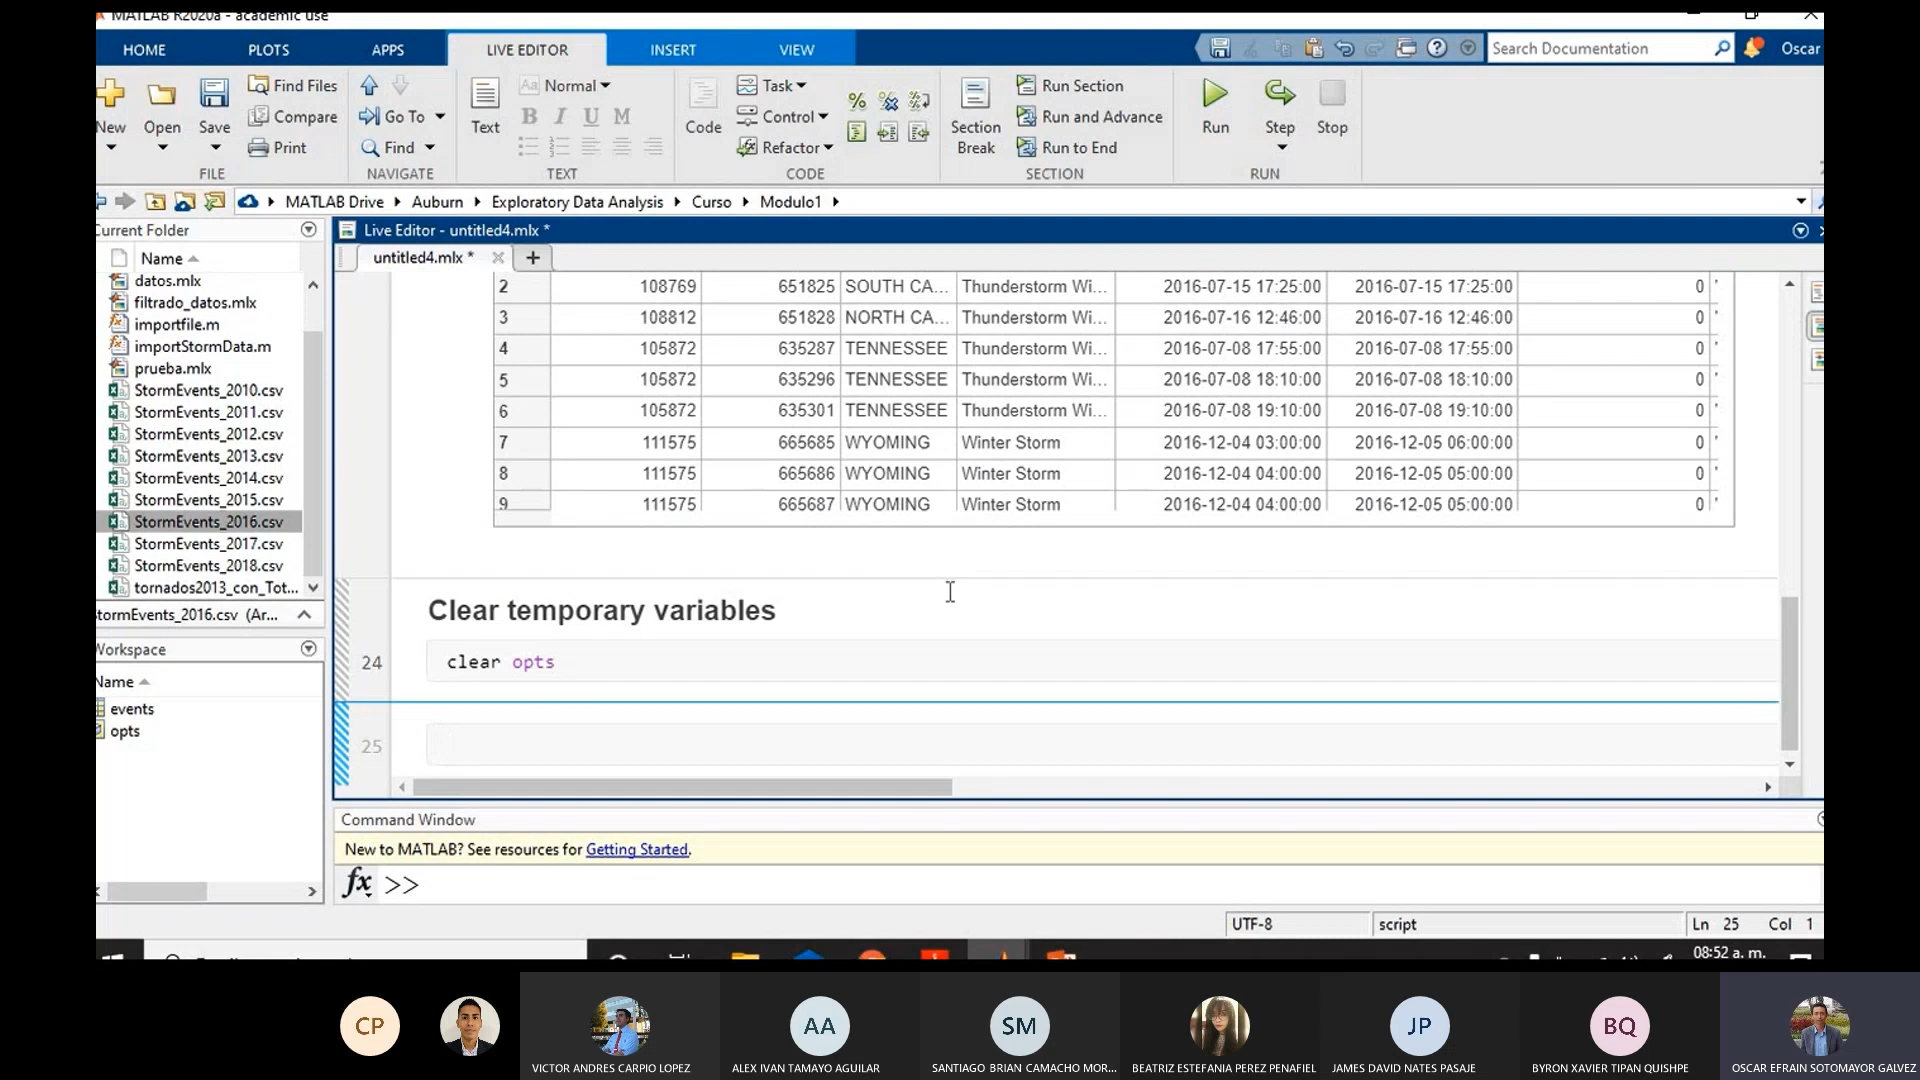 MATLAB R2020a - academic use
HOME PLOTS APPS LIVE EDITOR INSERT VIEW
Search Documentation
Oscar
New Open Save Find Files Compare Print
FILE
Go To Find
NAVIGATE
Text Aa Normal
B I U M
TEXT
Code Task Control Refactor
CODE
Section Break Run Section
Run and Advance
Run to End
SECTION
Run Step Stop
RUN
MATLAB Drive Auburn Exploratory Data Analysis Curso Modulo1
Current Folder
Name
datos.mlx
filtrado_datos.mlx
importfile.m
importStormData.m
prueba.mlx
StormEvents_2010.csv
StormEvents_2011.csv
StormEvents_2012.csv
StormEvents_2013.csv
StormEvents_2014.csv
StormEvents_2015.csv
StormEvents_2016.csv
StormEvents_2017.csv
StormEvents_2018.csv
tornados2013_con_Tot...
StormEvents_2016.csv (Ar...
Workspace
Name
events
opts
Live Editor - untitled4.mlx *
untitled4.mlx *
2 108769 651825 SOUTH CA... Thunderstorm Wi... 2016-07-15 17:25:00 2016-07-15 17:25:00 0 '
3 108812 651828 NORTH CA... Thunderstorm Wi... 2016-07-16 12:46:00 2016-07-16 12:46:00 0 '
4 105872 635287 TENNESSEE Thunderstorm Wi... 2016-07-08 17:55:00 2016-07-08 17:55:00 0 '
5 105872 635296 TENNESSEE Thunderstorm Wi... 2016-07-08 18:10:00 2016-07-08 18:10:00 0 '
6 105872 635301 TENNESSEE Thunderstorm Wi... 2016-07-08 19:10:00 2016-07-08 19:10:00 0 '
7 111575 665685 WYOMING Winter Storm 2016-12-04 03:00:00 2016-12-05 06:00:00 0 '
8 111575 665686 WYOMING Winter Storm 2016-12-04 04:00:00 2016-12-05 05:00:00 0 '
9 111575 665687 WYOMING Winter Storm 2016-12-04 04:00:00 2016-12-05 05:00:00 0 '
Clear temporary variables
24 clear opts
25
Command Window
New to MATLAB? See resources for Getting Started.
fx >>
UTF-8 script Ln 25 Col 1
08:52 a. m.
CP AA SM JP BQ
VICTOR ANDRES CARPIO LOPEZ
ALEX IVAN TAMAYO AGUILAR
SANTIAGO BRIAN CAMACHO MOR...
BEATRIZ ESTEFANIA PEREZ PENAFIEL
JAMES DAVID NATES PASAJE
BYRON XAVIER TIPAN QUISHPE
OSCAR EFRAIN SOTOMAYOR GALVEZ